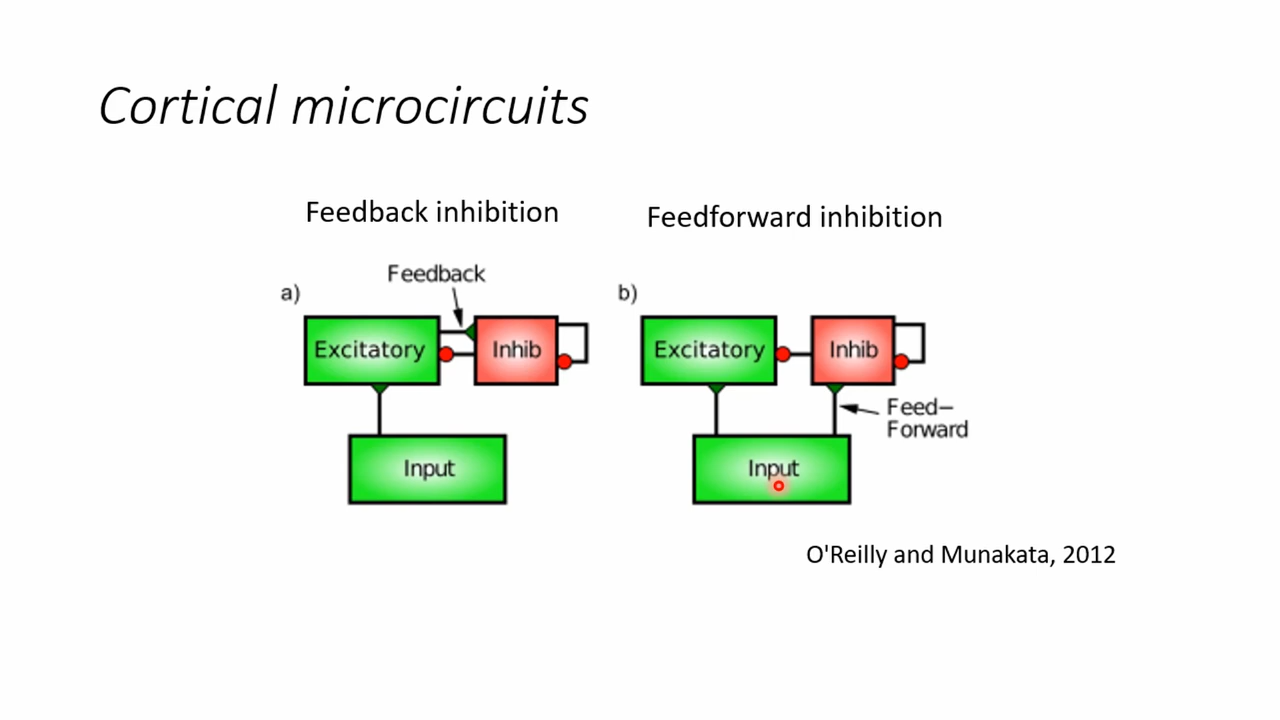 Cortical microcircuits
Feedback inhibition
Feedforward inhibition
Feedback
a)
Excitatory
Inhib
Input
b)
Excitatory
Inhib
Feed–
Forward
Input
O'Reilly and Munakata, 2012